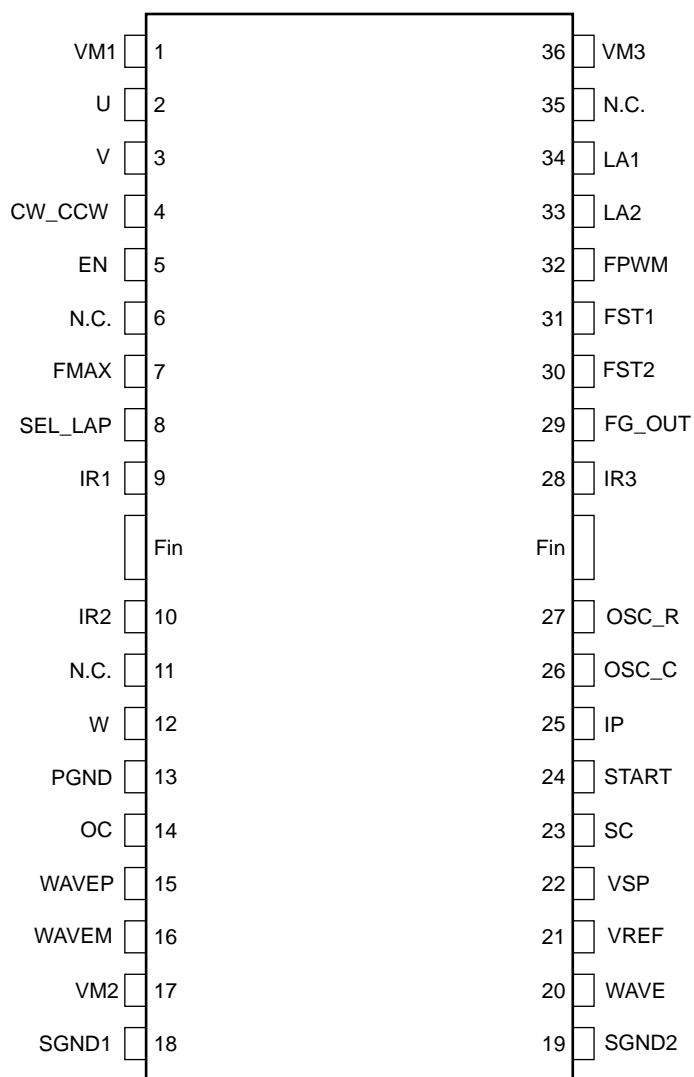 VM1 1 36 VM3
U 2 35 N.C.
V 3 34 LA1
CW_CCW 4 33 LA2
EN 5 32 FPWM
N.C. 6 31 FST1
FMAX 7 30 FST2
SEL_LAP 8 29 FG_OUT
IR1 9 28 IR3
Fin Fin
IR2 10 27 OSC_R
N.C. 11 26 OSC_C
W 12 25 IP
PGND 13 24 START
OC 14 23 SC
WAVEP 15 22 VSP
WAVEM 16 21 VREF
VM2 17 20 WAVE
SGND1 18 19 SGND2